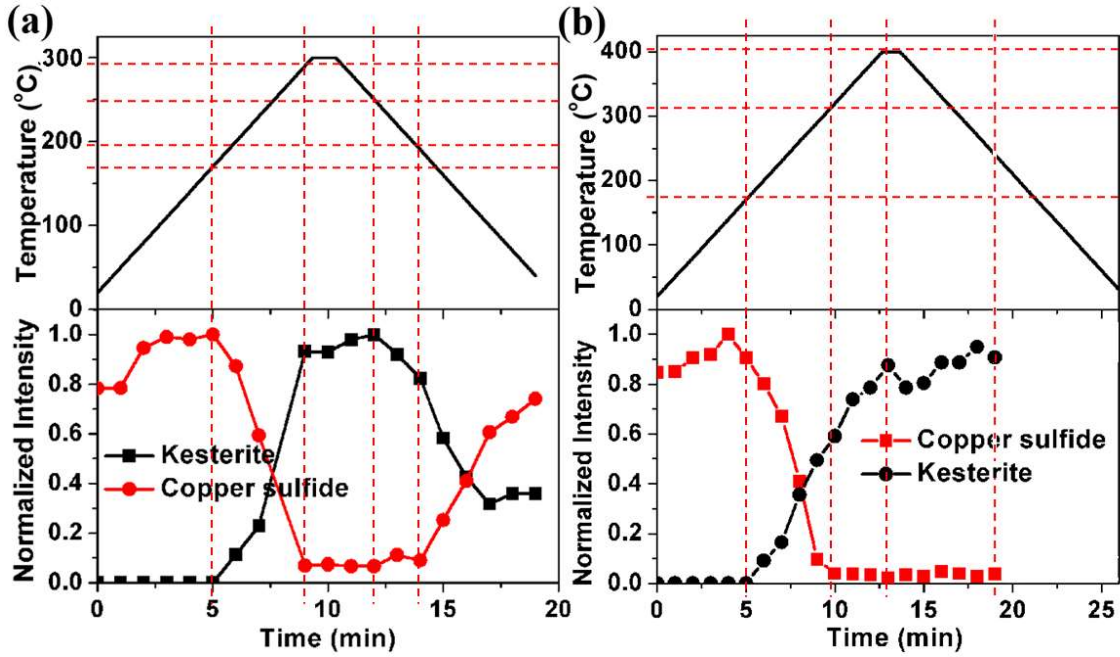 (a)
Temperature (°C)
300
200
100
0
Normalized Intensity
1.0
0.8
0.6
0.4
0.2
0.0
Kesterite
Copper sulfide
0 5 10 15 20
Time (min)
(b)
Temperature (°C)
400
300
200
100
0
Normalized Intensity
1.0
0.8
0.6
0.4
0.2
0.0
Copper sulfide
Kesterite
0 5 10 15 20 25
Time (min)